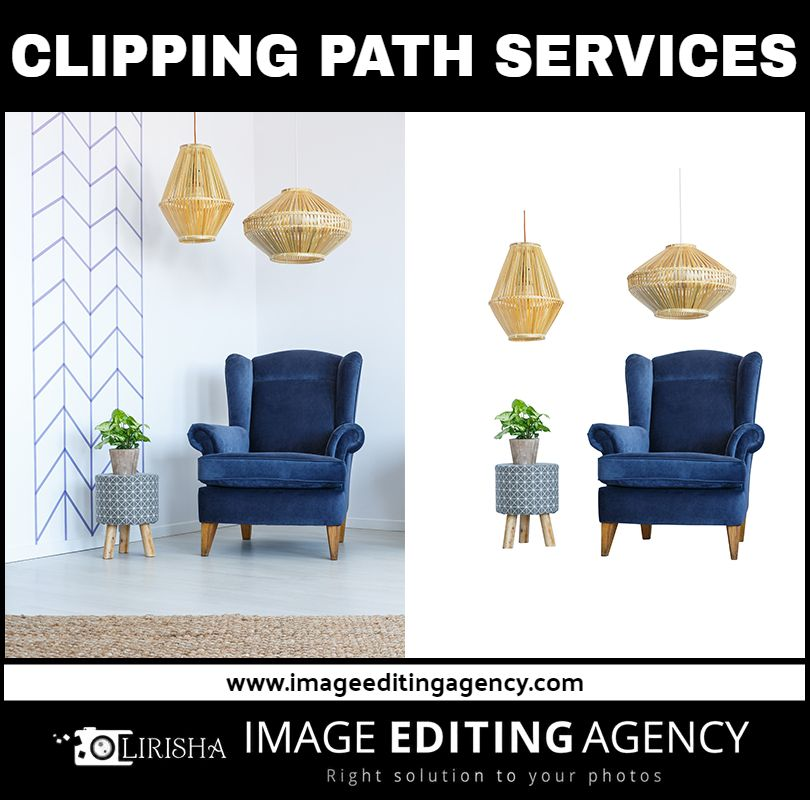 CLIPPING PATH SERVICES
www.imageeditingagency.com
LIRISHA IMAGE EDITING AGENCY
Right solution to your photos